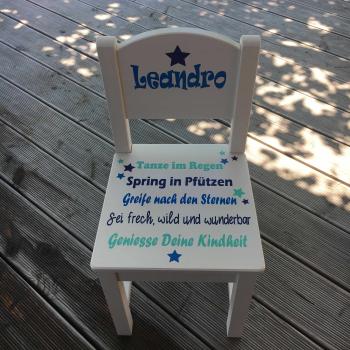 Leandro
Tanze im Regen
Spring in Pfützen
Greife nach den Sternen
Sei frech, wild und wunderbar
Geniesse Deine Kindheit